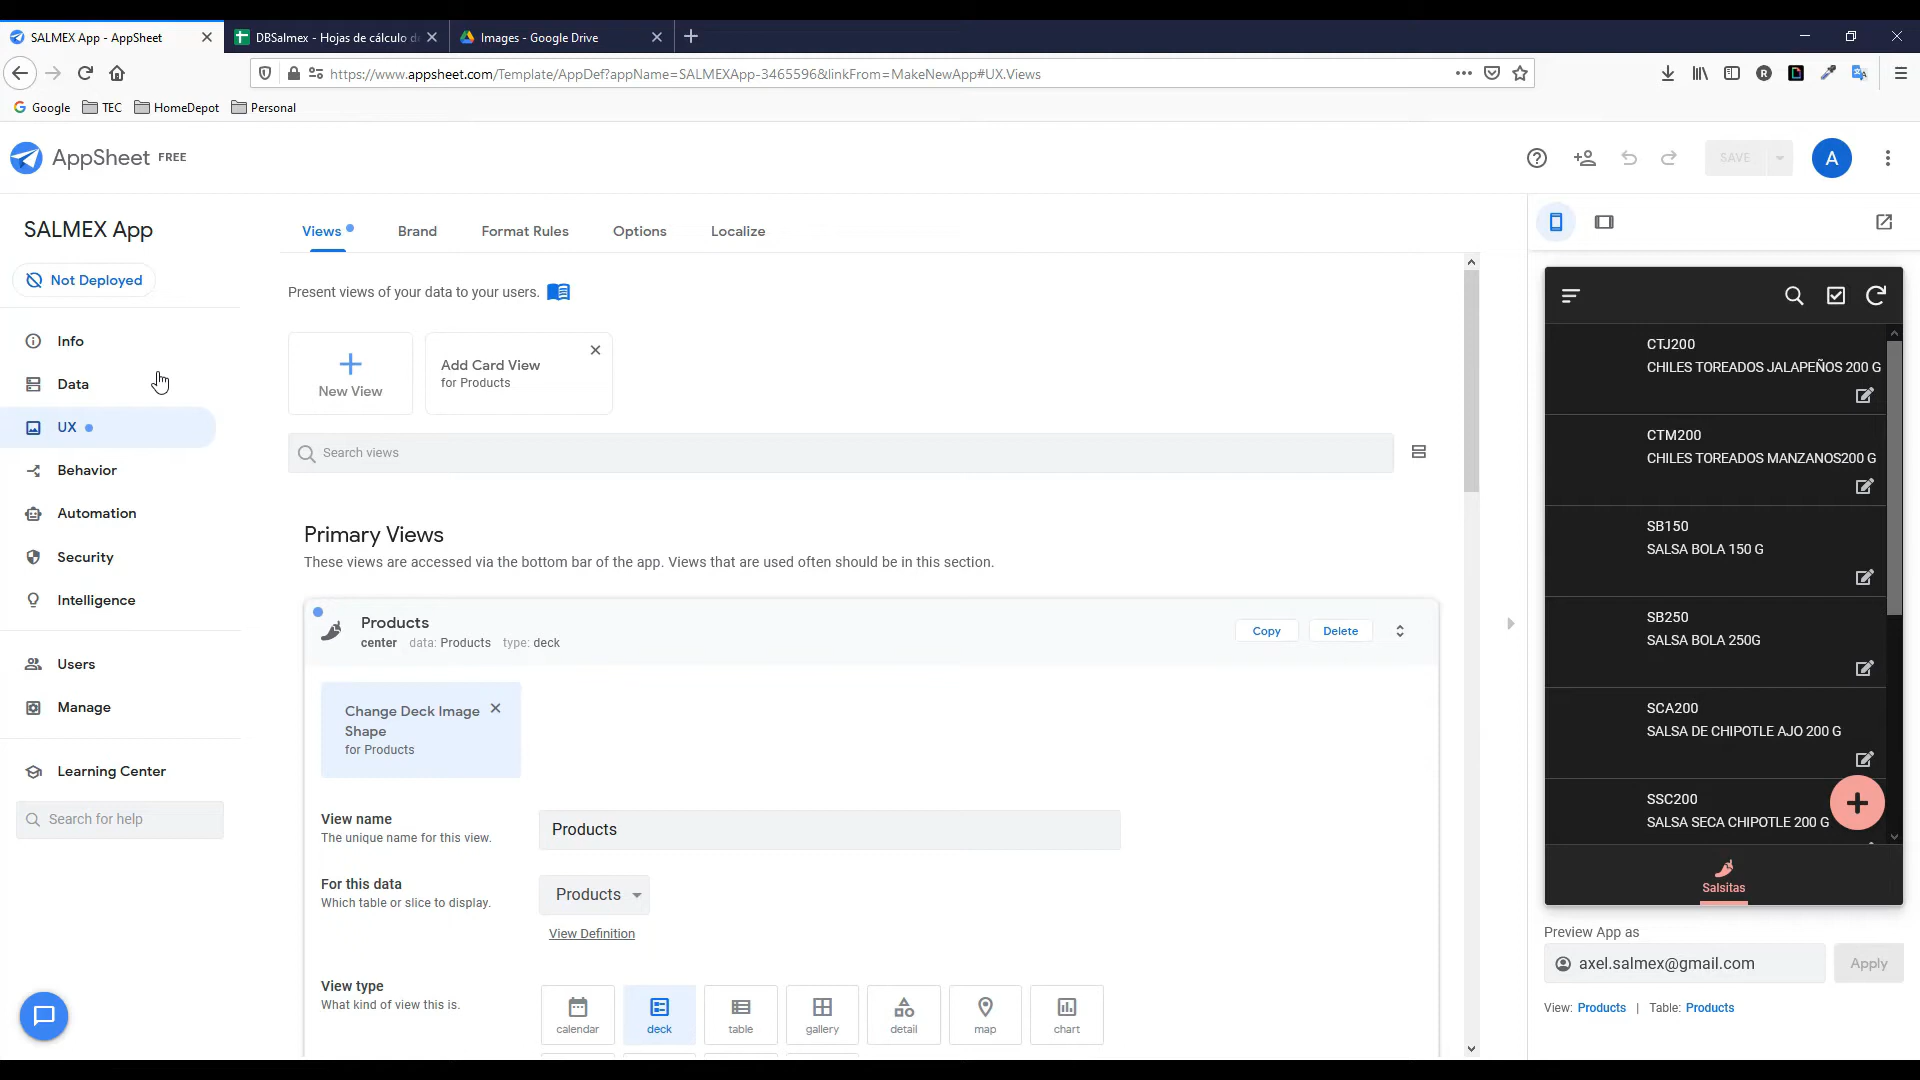 SALMEX App - AppSheet
DBSalmex - Hojas de cálculo d
Images - Google Drive
https://www.appsheet.com/Template/AppDef?appName=SALMEXApp-3465596&linkFrom=MakeNewApp#UX.Views
Google TEC HomeDepot Personal
AppSheet FREE
SAVE
A
SALMEX App
Not Deployed
Info
Data
UX
Behavior
Automation
Security
Intelligence
Users
Manage
Learning Center
Search for help
Views Brand Format Rules Options Localize
Present views of your data to your users.
New View
Add Card View
for Products
Search views
Primary Views
These views are accessed via the bottom bar of the app. Views that are used often should be in this section.
Products
center data: Products type: deck
Copy Delete
Change Deck Image
Shape
for Products
View name
The unique name for this view.
Products
For this data
Which table or slice to display.
Products
View Definition
View type
What kind of view this is.
calendar deck table gallery detail map chart
CTJ200
CHILES TOREADOS JALAPEÑOS 200 G
CTM200
CHILES TOREADOS MANZANOS200 G
SB150
SALSA BOLA 150 G
SB250
SALSA BOLA 250G
SCA200
SALSA DE CHIPOTLE AJO 200 G
SSC200
SALSA SECA CHIPOTLE 200 G
Salsitas
Preview App as
axel.salmex@gmail.com
Apply
View: Products | Table: Products